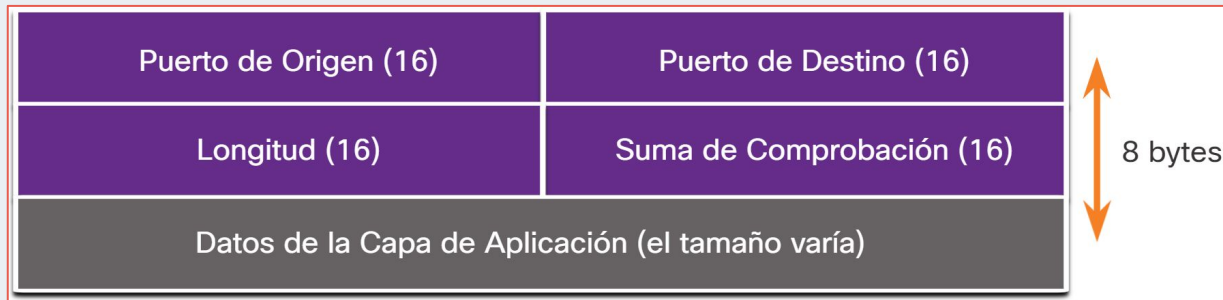 Puerto de Origen (16)
Puerto de Destino (16)
Longitud (16)
Suma de Comprobación (16)
8 bytes
Datos de la Capa de Aplicación (el tamaño varía)